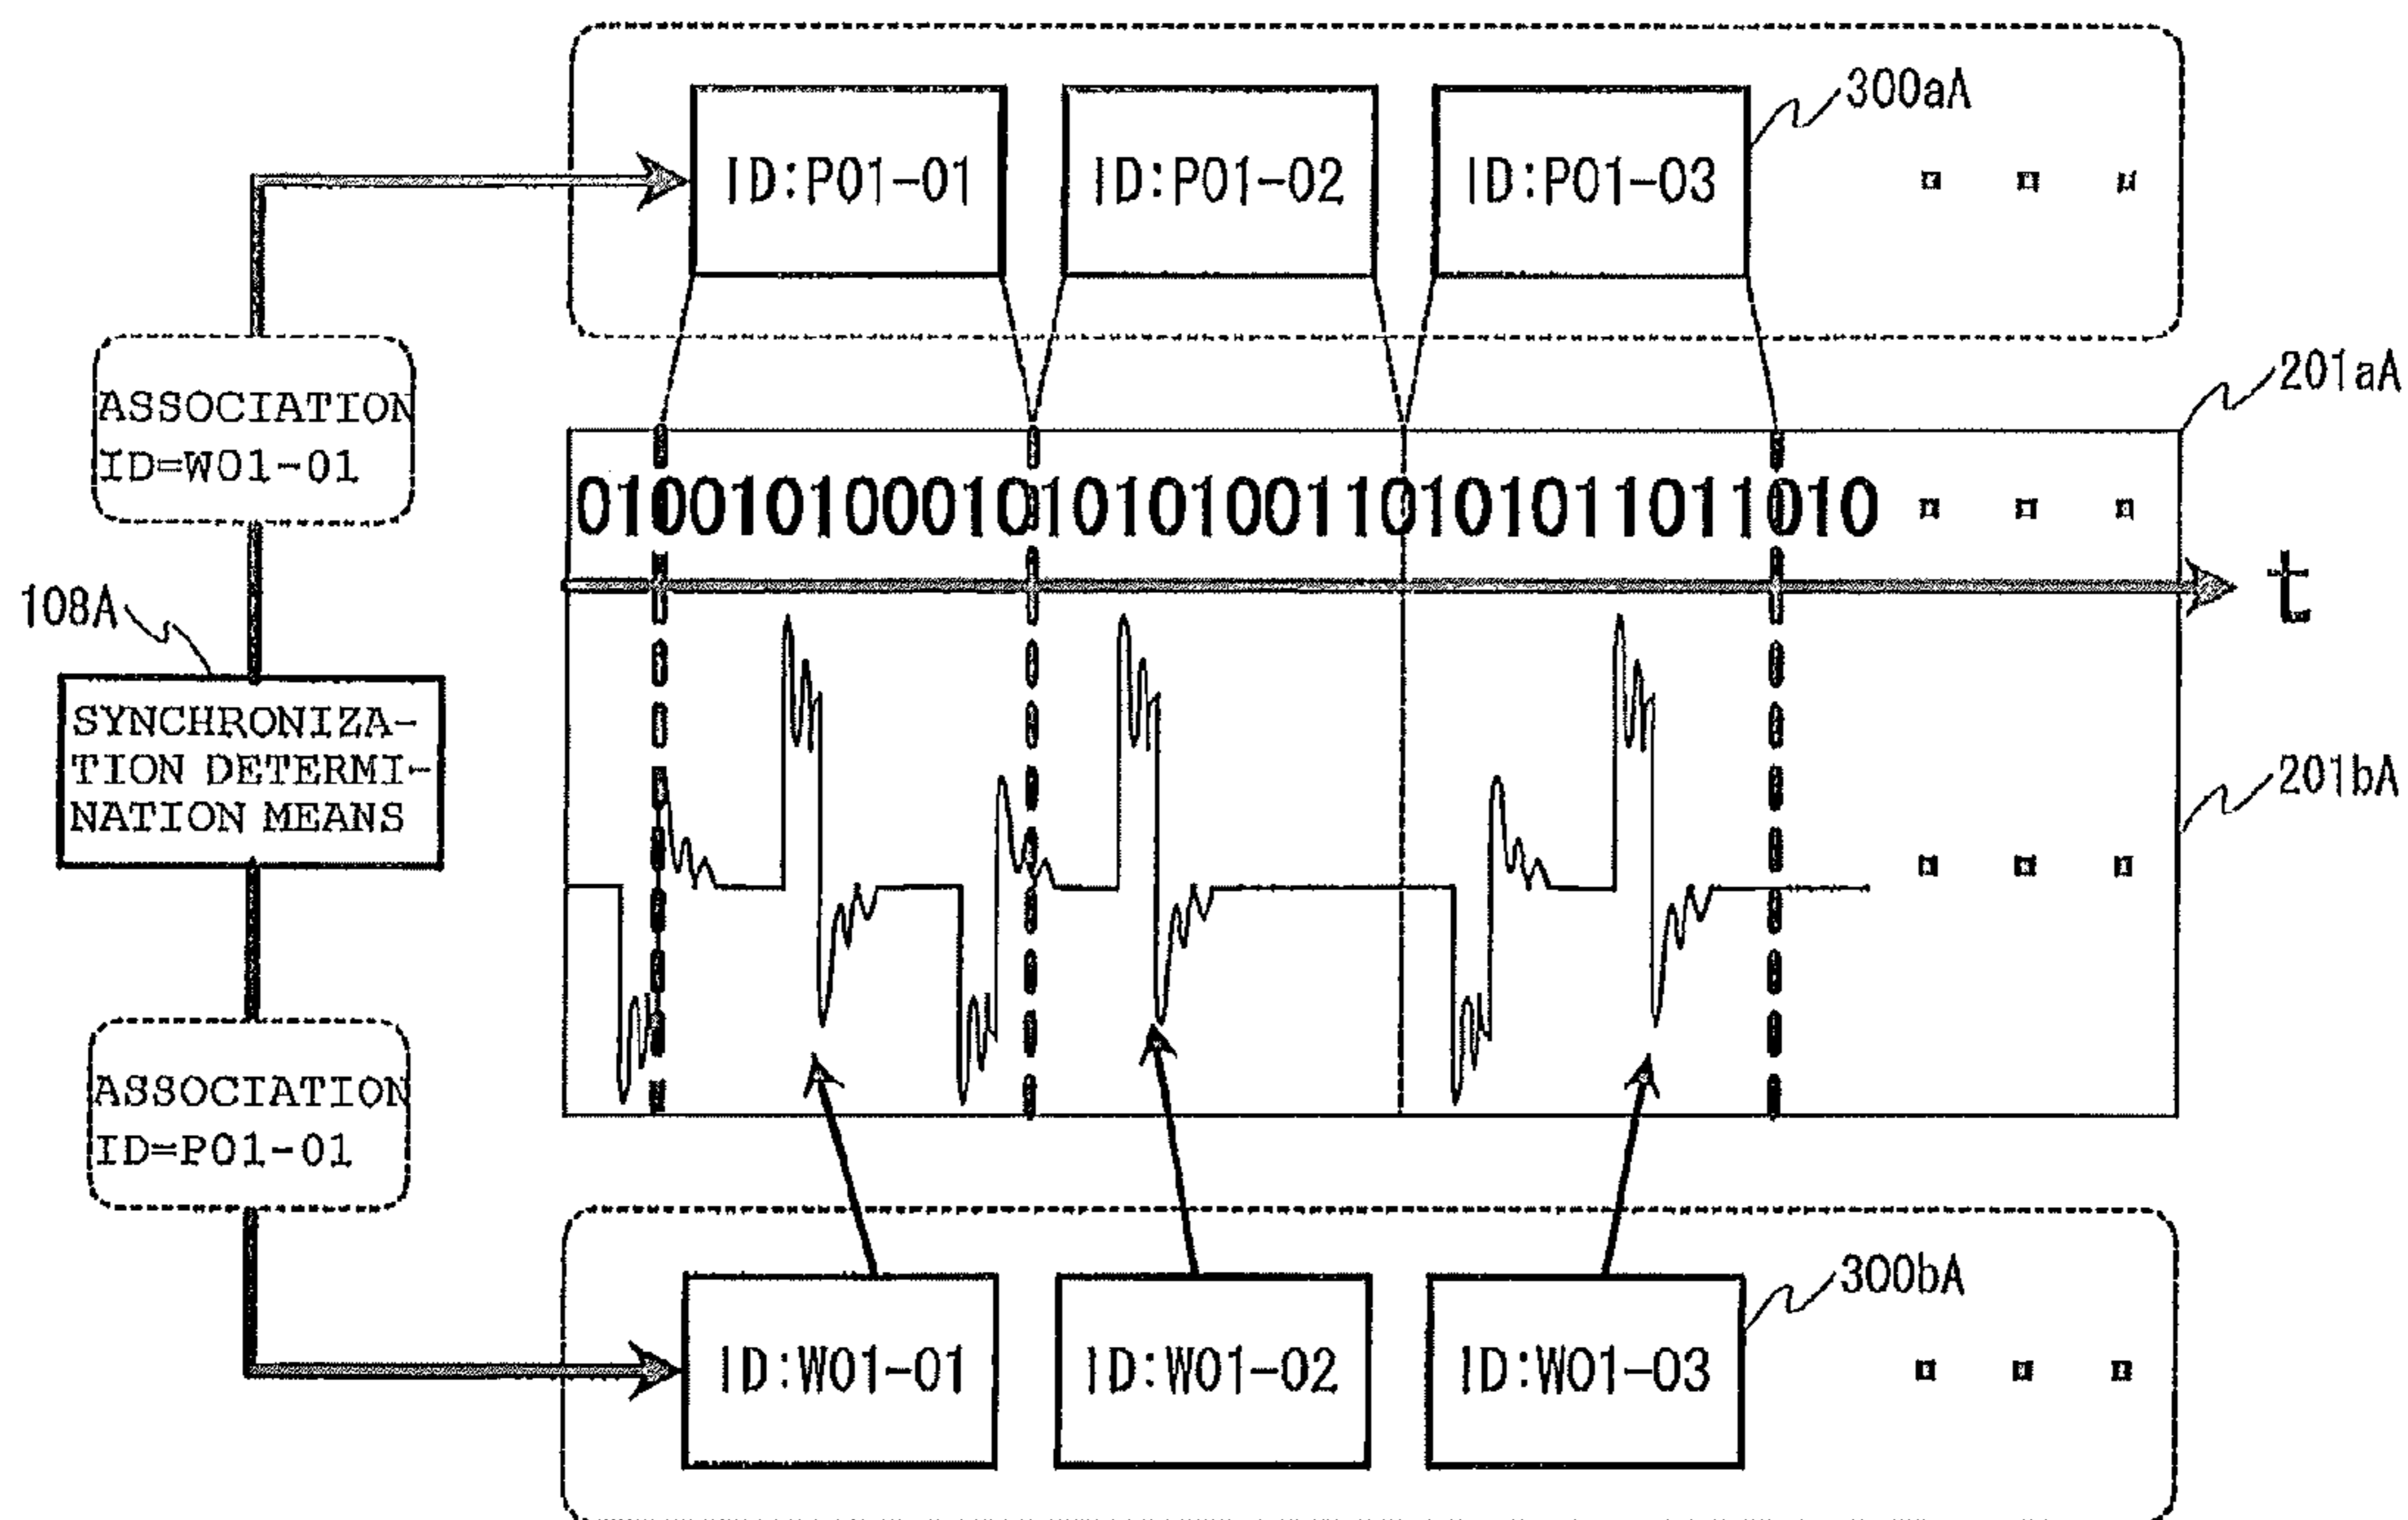 300aA
ID:P01-01 ID:P01-02 ID:P01-03
201aA
ASSOCIATION
ID=W01-01
0100101000101010100110101011011010
t
108A
SYNCHRONIZA-
TION DETERMI-
NATION MEANS
201bA
ASSOCIATION
ID=P01-01
300bA
ID:W01-01 ID:W01-02 ID:W01-03